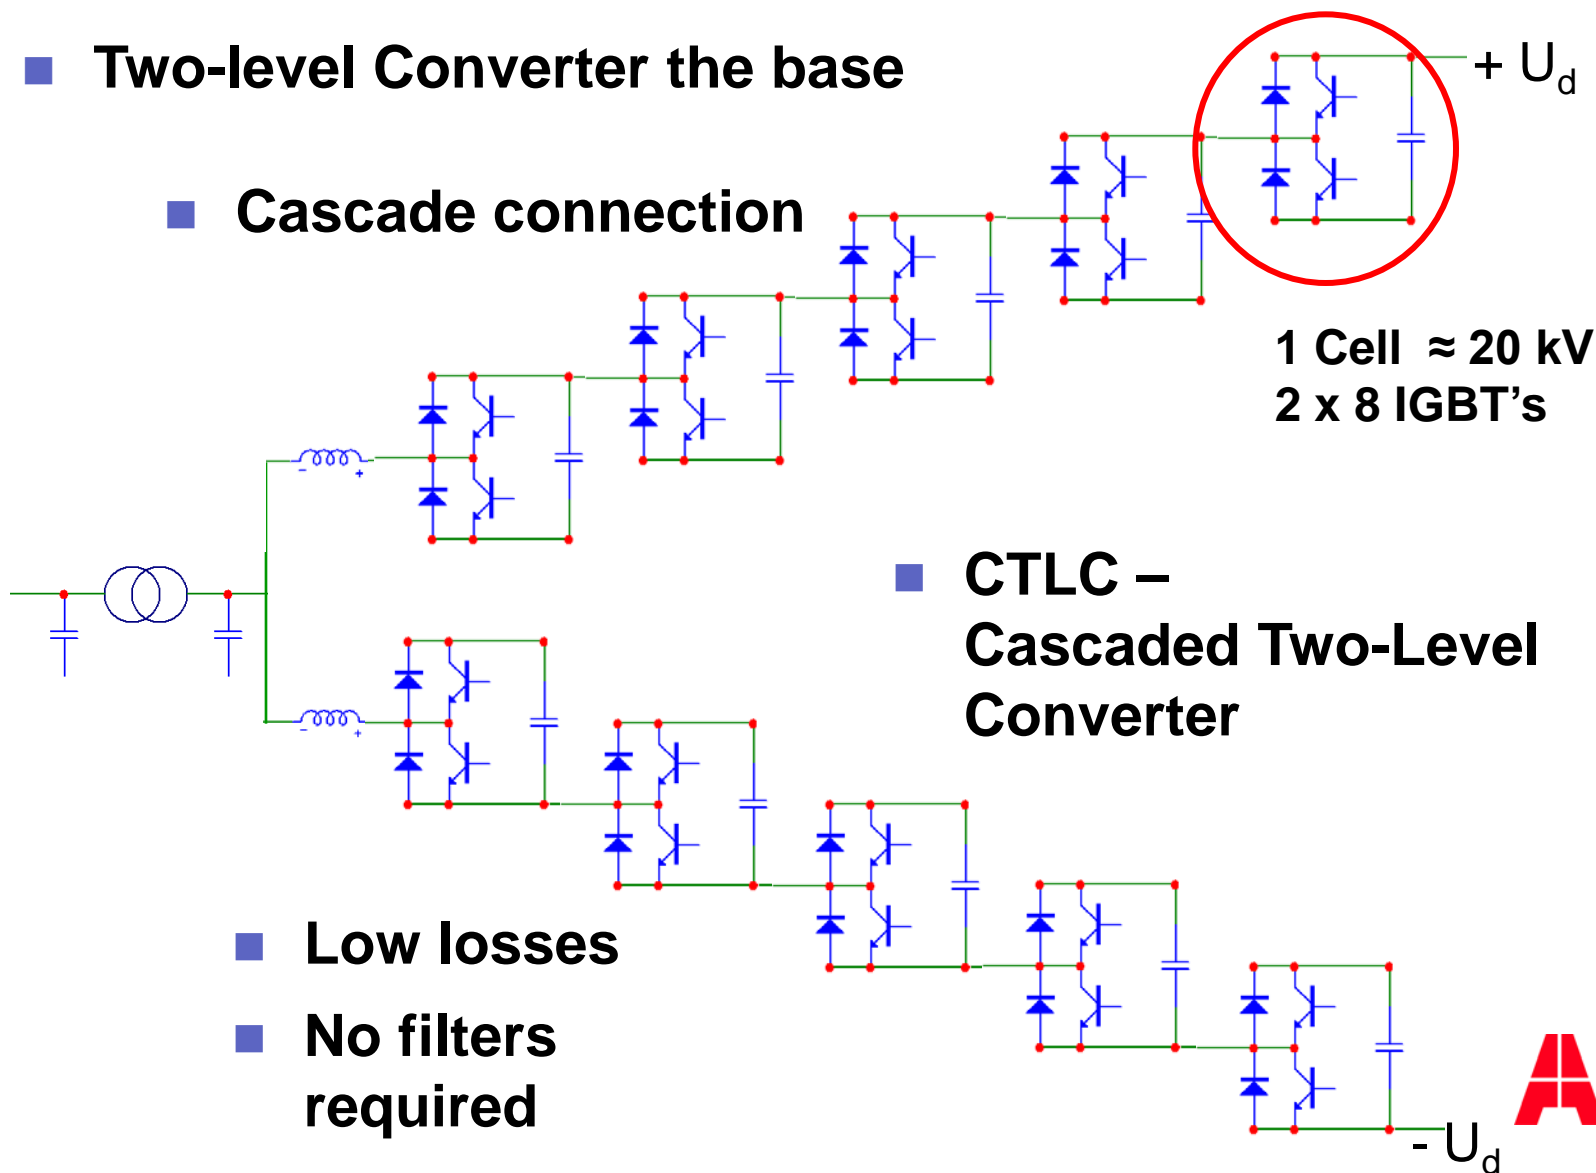 Two-level Converter the base
+ Ud
Cascade connection
1 Cell ≈ 20 kV
2 x 8 IGBT's
- +
CTLC –
Cascaded Two-Level
Converter
- +
Low losses
No filters
required
- Ud